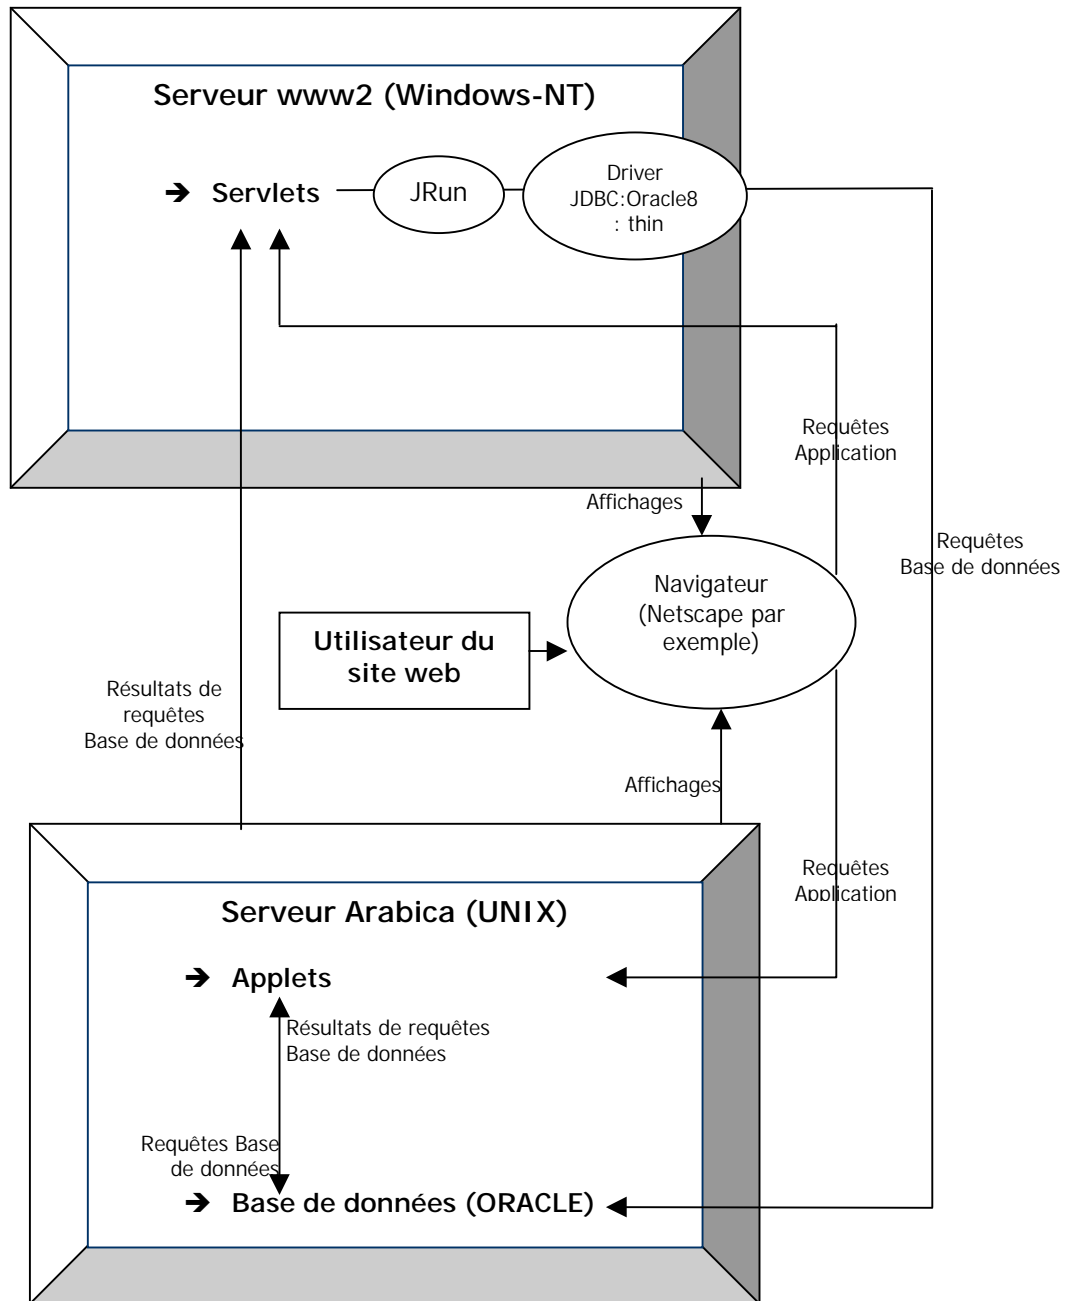 Serveur www2 (Windows-NT)
➔ Servlets
JRun
Driver
JDBC:Oracle8
: thin
Requêtes
Application
Affichages
Requêtes
Base de données
Navigateur
(Netscape par
exemple)
Utilisateur du
site web
Résultats de
requêtes
Base de données
Affichages
Requêtes
Application
Serveur Arabica (UNIX)
➔ Applets
Résultats de requêtes
Base de données
Requêtes Base
de données
➔ Base de données (ORACLE)